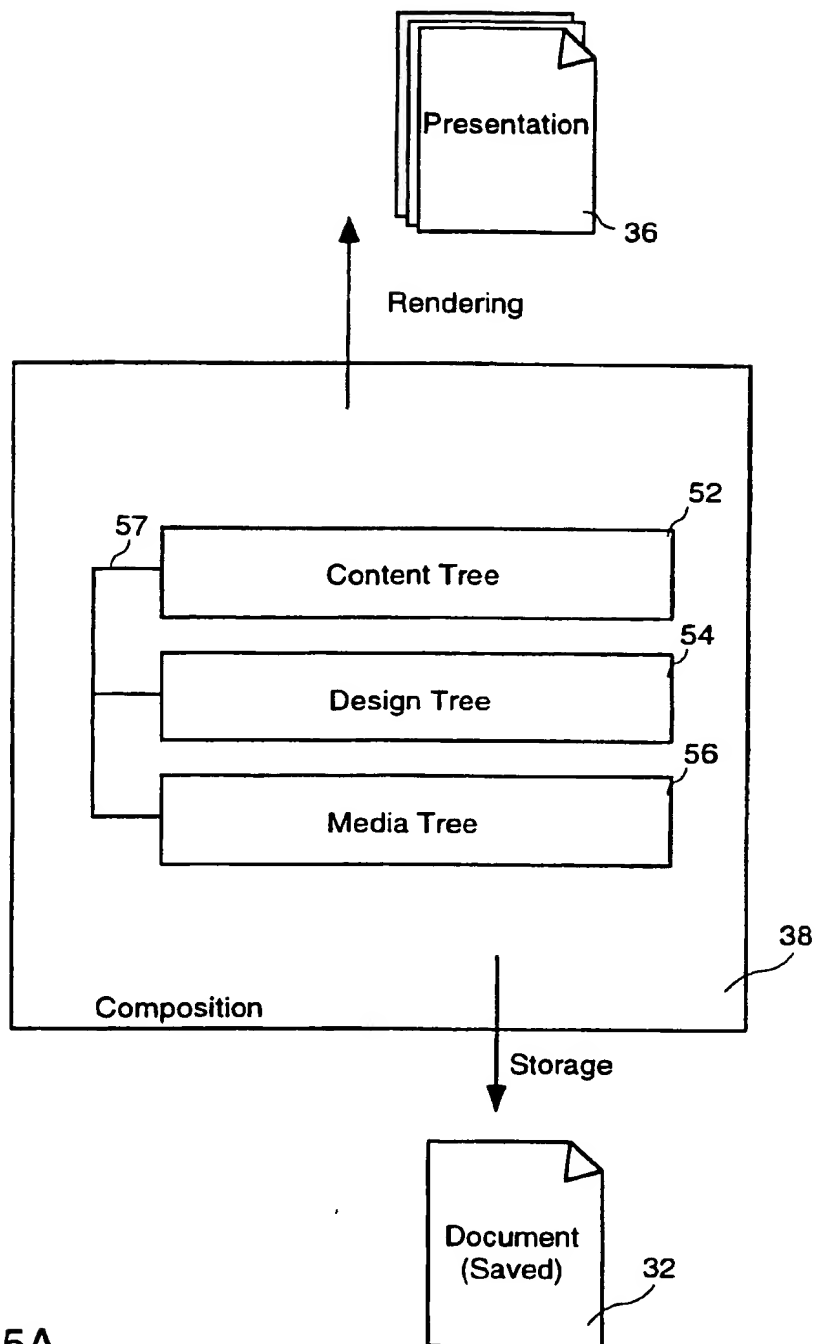 Presentation
36
Rendering
52
57
Content Tree
54
Design Tree
56
Media Tree
38
Composition
Storage
Document
(Saved)
32
5A